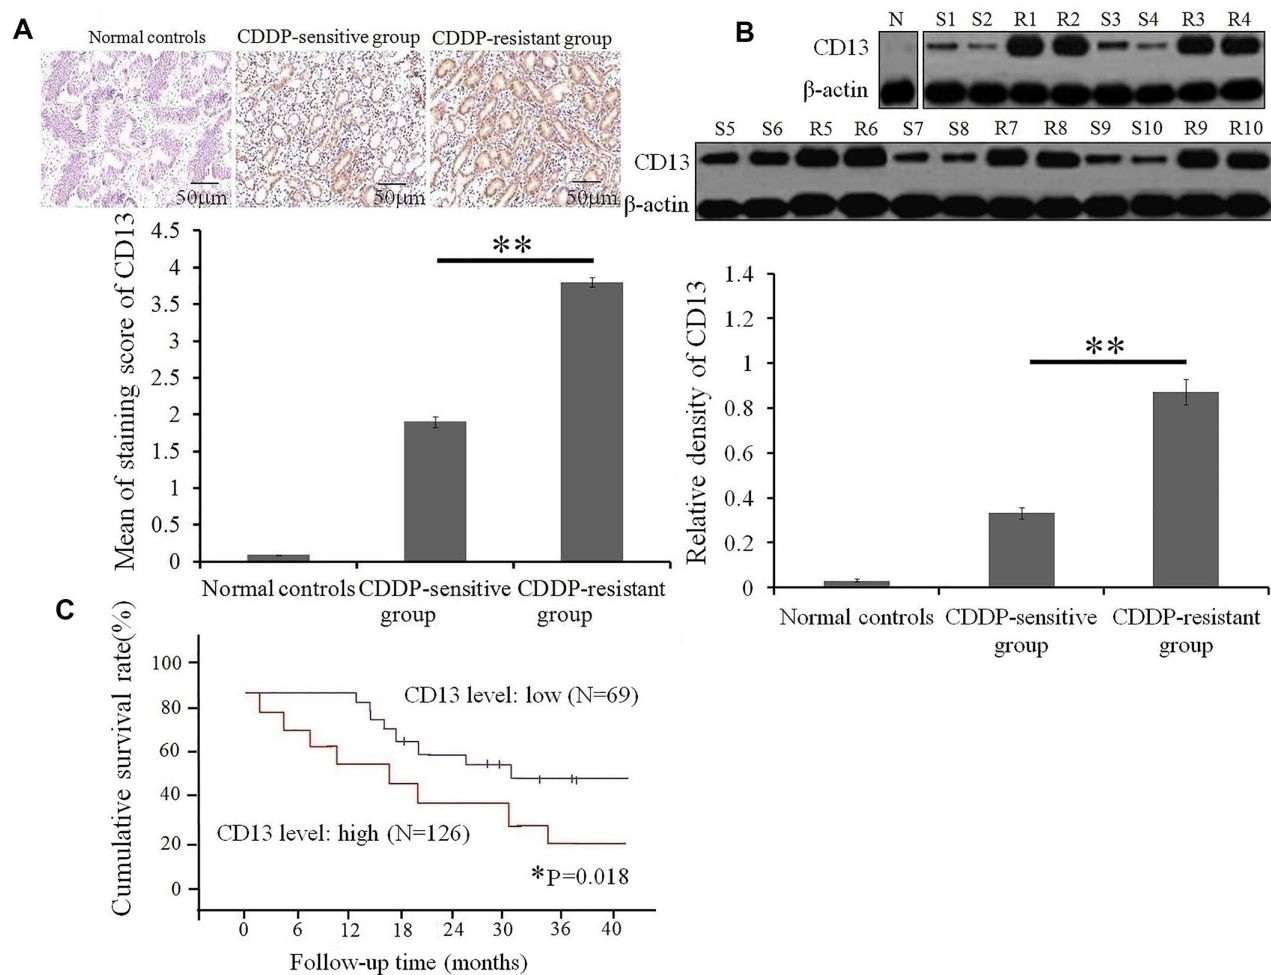 A
Normal controls CDDP-sensitive group CDDP-resistant group
50μm 50μm 50μm
Mean of staining score of CD13
4.5
4
3.5
3
2.5
2
1.5
1
0.5
0
**
Normal controls CDDP-sensitive group CDDP-resistant group
B
N S1 S2 R1 R2 S3 S4 R3 R4
CD13
β-actin
S5 S6 R5 R6 S7 S8 R7 R8 S9 S10 R9 R10
CD13
β-actin
Relative density of CD13
1.4
1.2
1
0.8
0.6
0.4
0.2
0
**
Normal controls CDDP-sensitive group CDDP-resistant group
C
Cumulative survival rate(%)
100
80
60
40
20
0
CD13 level: low (N=69)
CD13 level: high (N=126)
*P=0.018
0 6 12 18 24 30 36 40
Follow-up time (months)